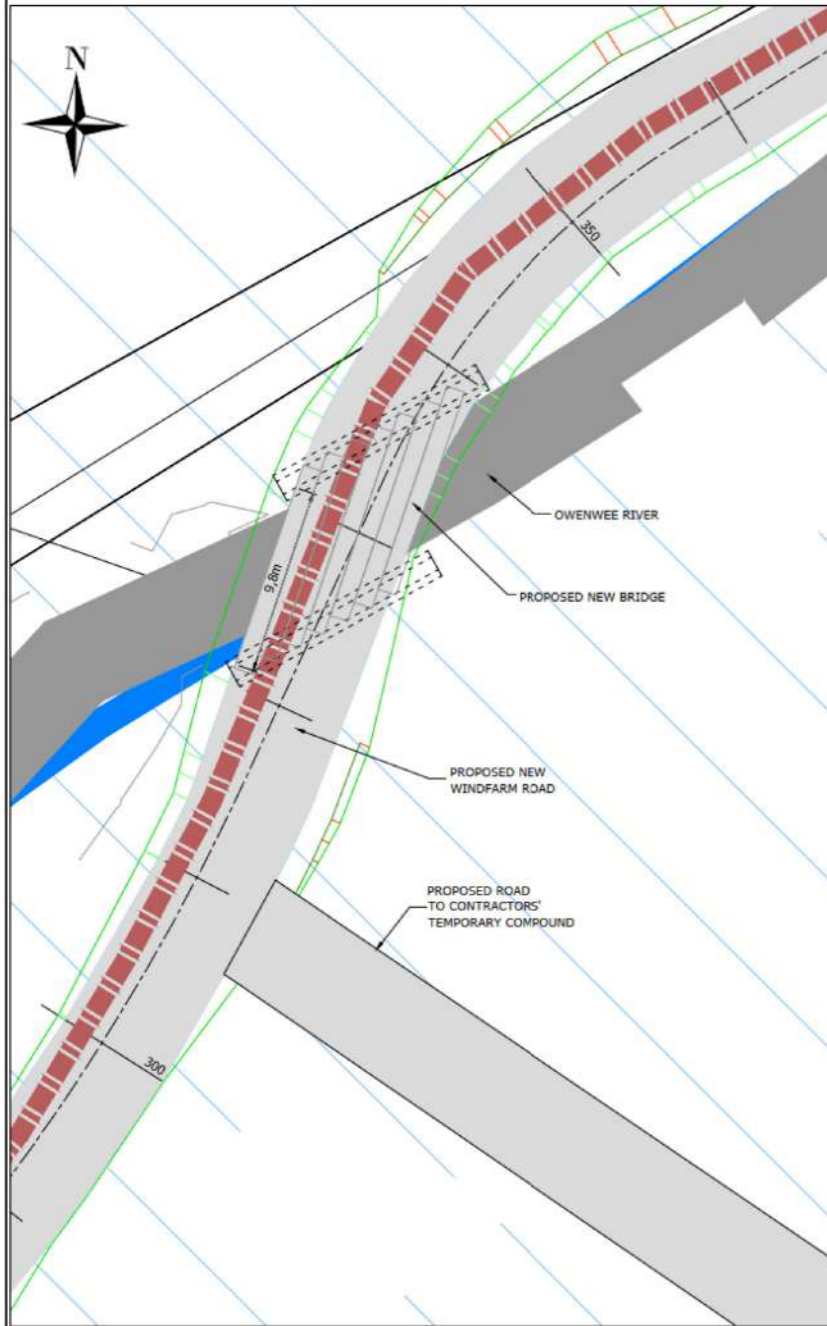 N
350
OWENWEE RIVER
9,8m
PROPOSED NEW BRIDGE
PROPOSED NEW
WINDFARM ROAD
PROPOSED ROAD
TO CONTRACTORS'
TEMPORARY COMPOUND
300